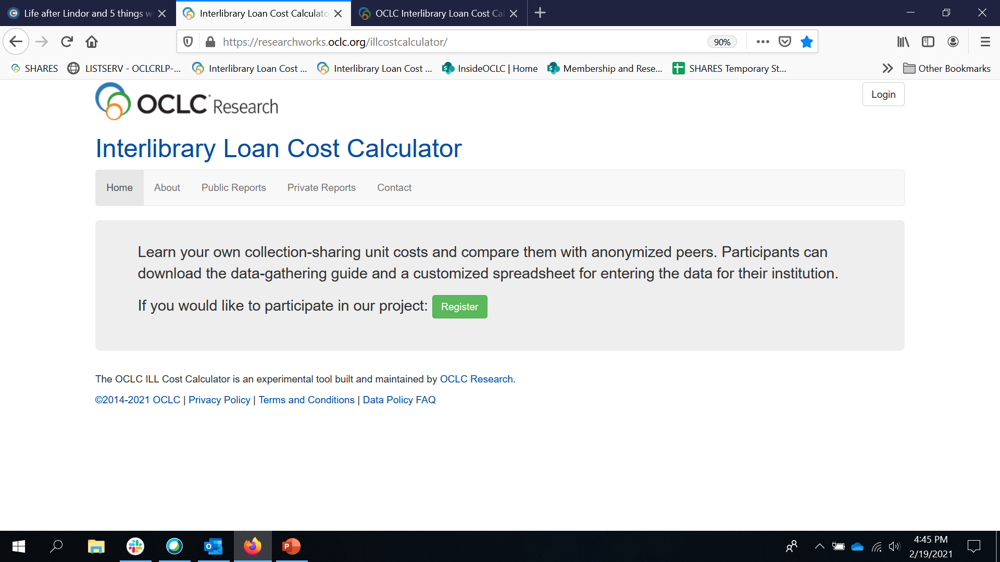 Life after Lindor and 5 things w
Interlibrary Loan Cost Calculato
OCLC Interlibrary Loan Cost Cal
https://researchworks.oclc.org/illcostcalculator/
90%
SHARES
LISTSERV - OCLCRLP-...
Interlibrary Loan Cost ...
Interlibrary Loan Cost ...
InsideOCLC | Home
Membership and Rese...
SHARES Temporary St...
Other Bookmarks
OCLC Research
Login
Interlibrary Loan Cost Calculator
Home
About
Public Reports
Private Reports
Contact
Learn your own collection-sharing unit costs and compare them with anonymized peers. Participants can
download the data-gathering guide and a customized spreadsheet for entering the data for their institution.
If you would like to participate in our project: Register
The OCLC ILL Cost Calculator is an experimental tool built and maintained by OCLC Research.
©2014-2021 OCLC | Privacy Policy | Terms and Conditions | Data Policy FAQ
4:45 PM
2/19/2021